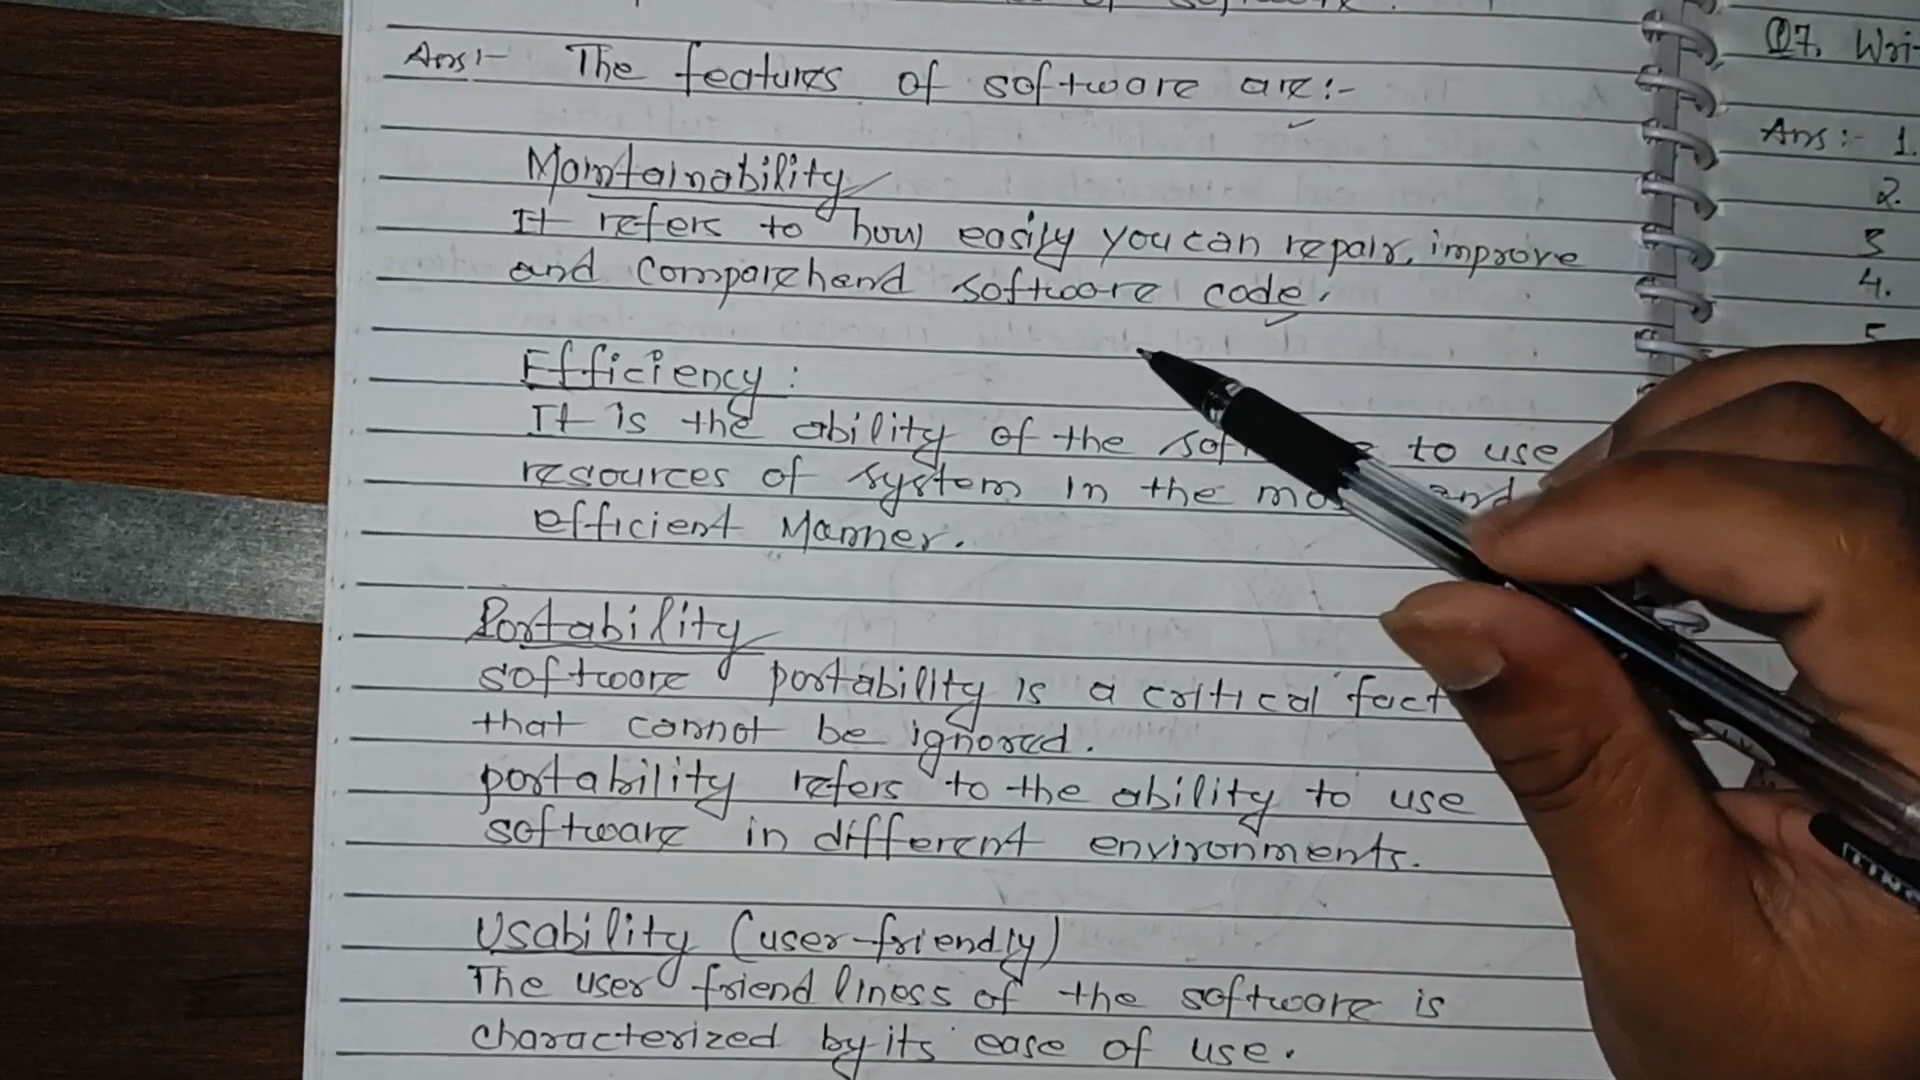 Ans:- The features of software are:-
Maintainability
It refers to how easily you can repair, improve
and comparehend software code.
Efficiency:
It is the ability of the to use
resources of system in the and
efficient Manner.
Portability
software portability is a critical fact
that cannot be ignored.
portability refers to the ability to use
software in different environments.
Usability (user-friendly)
The user friendliness of the software is
characterized by its ease of use.
Q7.
Ans:- 1.
2.
3
4.
5